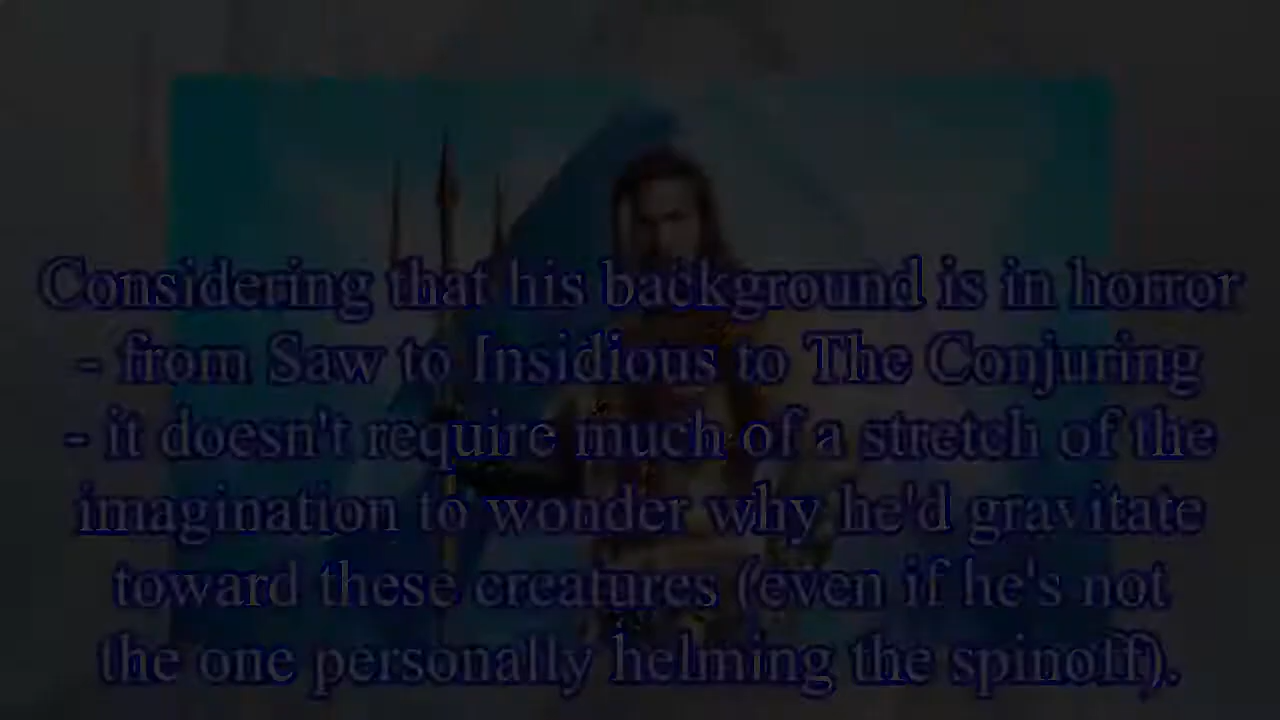 Considering that his background is in horror
- from Saw to Insidious to The Conjuring
- it doesn't require much of a stretch of the
imagination to wonder why he'd gravitate
toward these creatures (even if he's not
the one personally helming the spinoff).